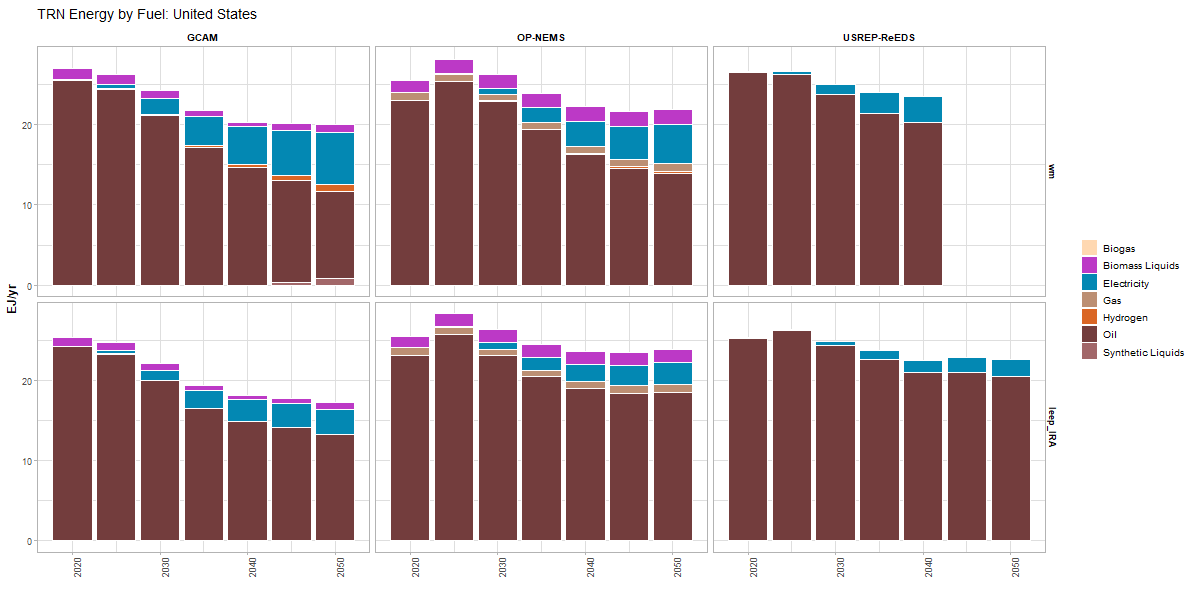 TRN Energy by Fuel: United States
GCAM
OP-NEMS
USREP-ReEDS
EJ/yr
20
10
0
wm
20
10
0
leep_IRA
2020
2030
2040
2050
2020
2030
2040
2050
2020
2030
2040
2050
Biogas
Biomass Liquids
Electricity
Gas
Hydrogen
Oil
Synthetic Liquids